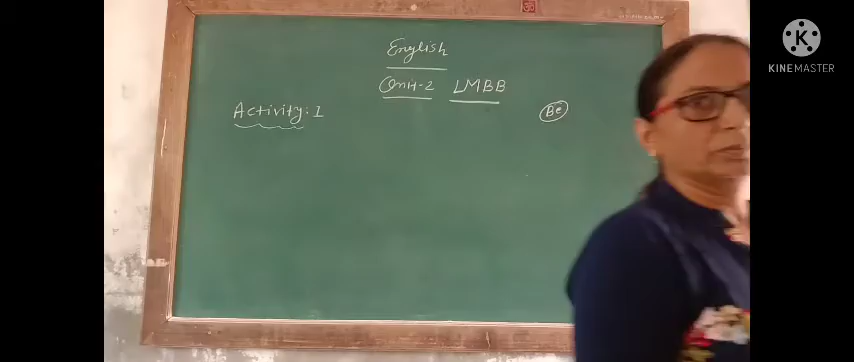 ॐ
English
Unit-2 LMBB
Activity: 1
Be
KINEMASTER